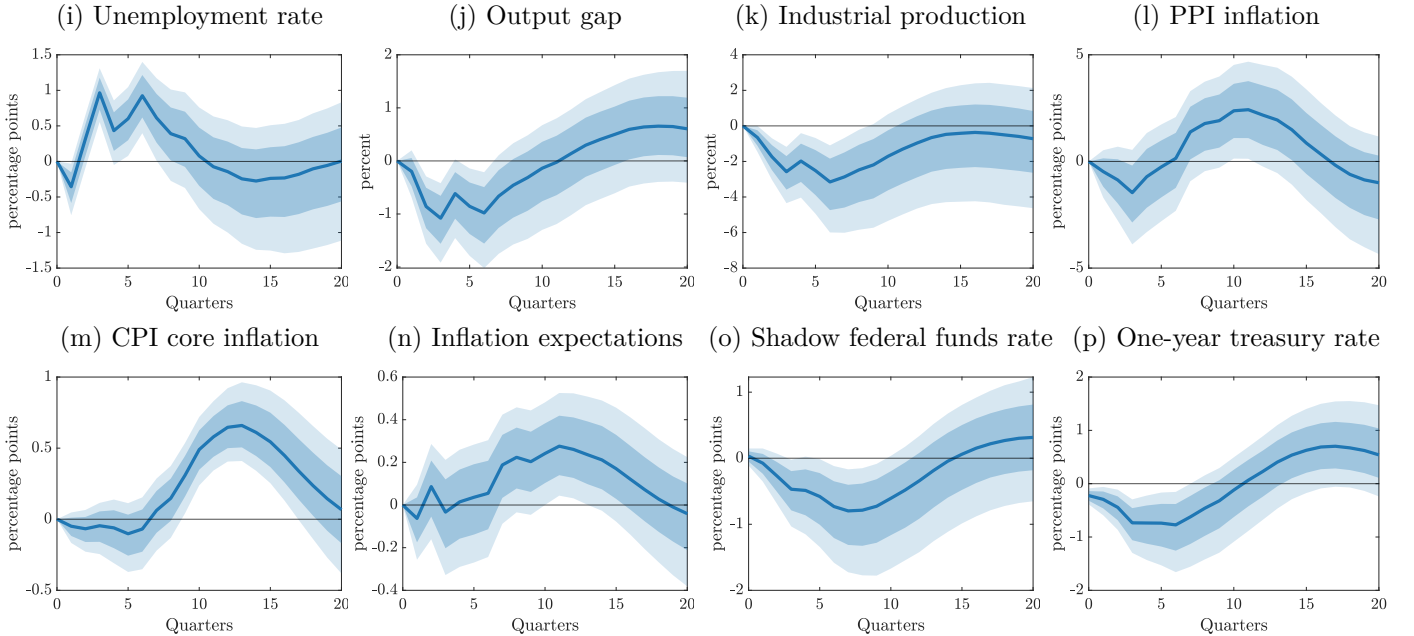 (i) Unemployment rate
(j) Output gap
(k) Industrial production
(l) PPI inflation
percentage points
1.5
1
0.5
0
-0.5
-1
-1.5
0 5 10 15 20
Quarters
percent
2
1
0
-1
-2
0 5 10 15 20
Quarters
percent
4
2
0
-2
-4
-6
-8
0 5 10 15 20
Quarters
percentage points
5
0
-5
0 5 10 15 20
Quarters
(m) CPI core inflation
(n) Inflation expectations
(o) Shadow federal funds rate
(p) One-year treasury rate
percentage points
1
0.5
0
-0.5
0 5 10 15 20
Quarters
percentage points
0.6
0.4
0.2
0
-0.2
-0.4
0 5 10 15 20
Quarters
percentage points
1
0
-1
-2
0 5 10 15 20
Quarters
percentage points
2
1
0
-1
-2
0 5 10 15 20
Quarters